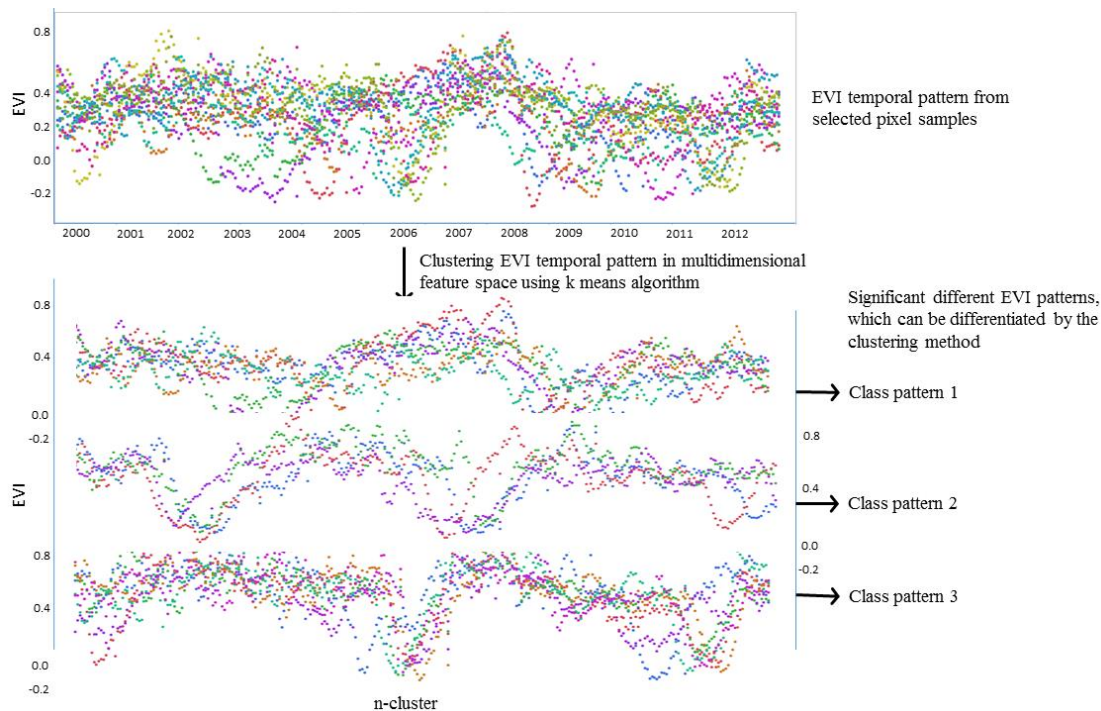 0.8
EVI
0.4
0.2
0.0
-0.2
EVI temporal pattern from
selected pixel samples
2000 2001 2002 2003 2004 2005 2006 2007 2008 2009 2010 2011 2012
Clustering EVI temporal pattern in multidimensional
feature space using k means algorithm
Significant different EVI patterns,
which can be differentiated by the
clustering method
0.8
0.4
0.0
-0.2
Class pattern 1
EVI
0.8
0.4
0.0
-0.2
Class pattern 2
0.8
0.4
0.0
-0.2
Class pattern 3
n-cluster